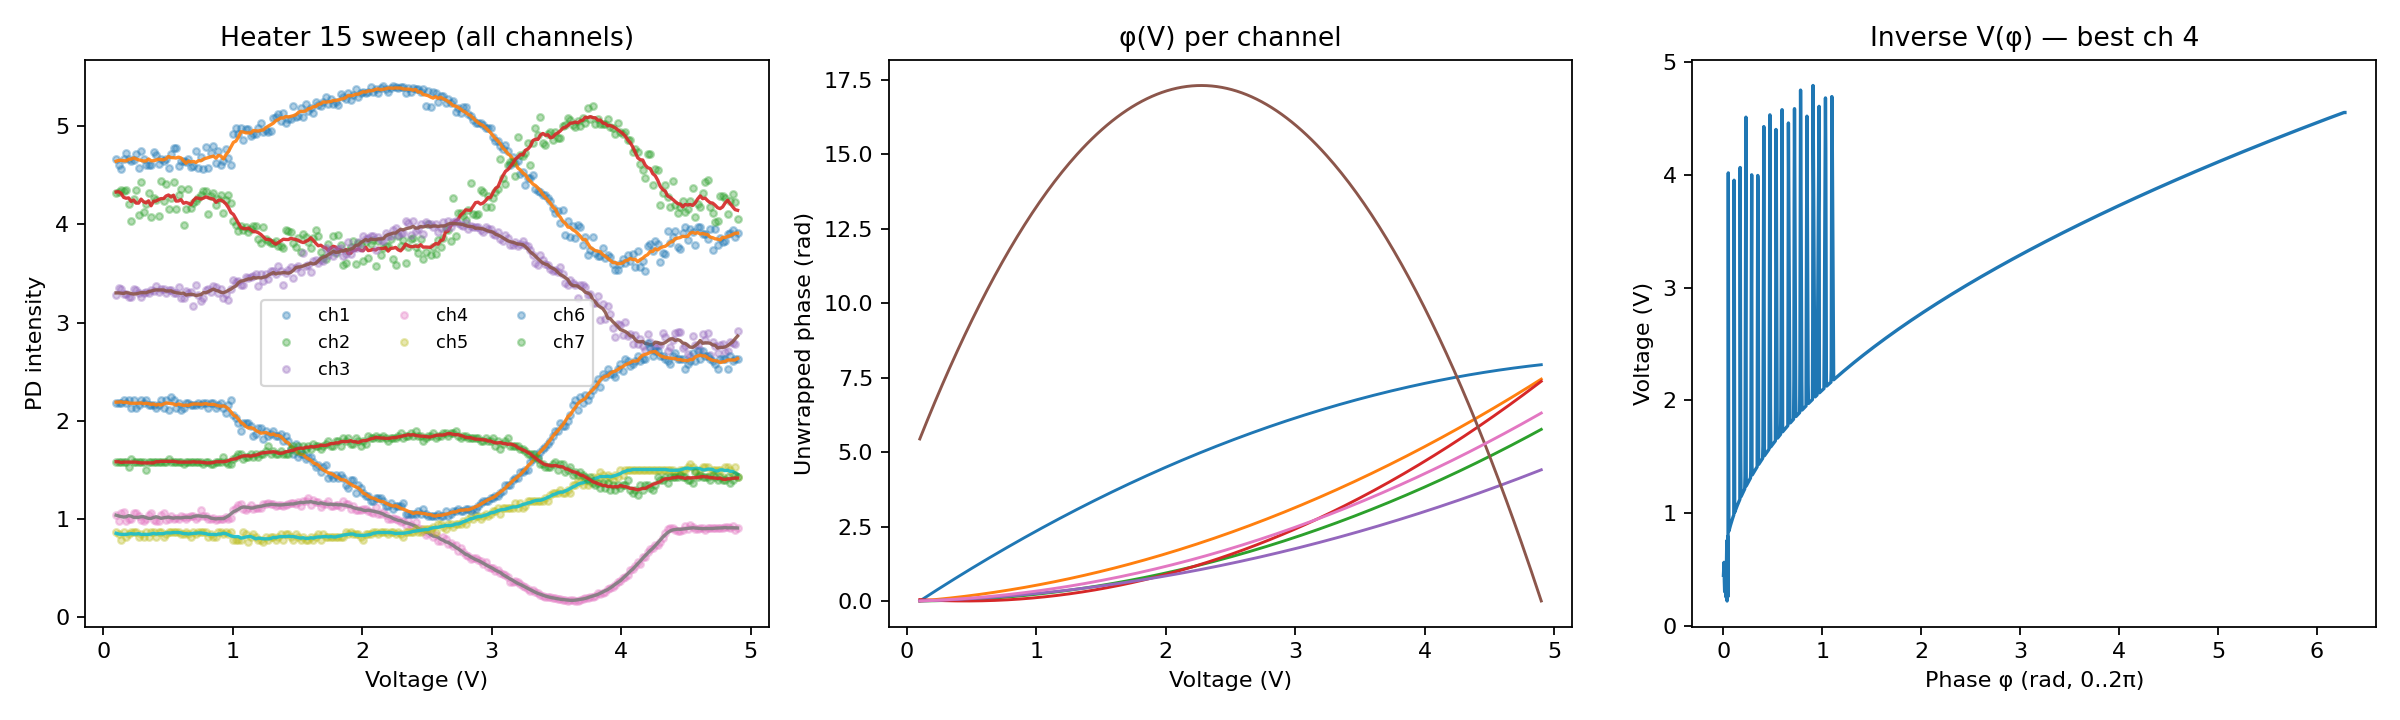 Heater 15 sweep (all channels)
PD intensity
5
4
3
2
1
0
ch1 ch4 ch6
ch2 ch5 ch7
ch3
0 1 2 3 4 5
Voltage (V)
φ(V) per channel
Unwrapped phase (rad)
17.5
15.0
12.5
10.0
7.5
5.0
2.5
0.0
0 1 2 3 4 5
Voltage (V)
Inverse V(φ) — best ch 4
Voltage (V)
5
4
3
2
1
0
0 1 2 3 4 5 6
Phase φ (rad, 0..2π)